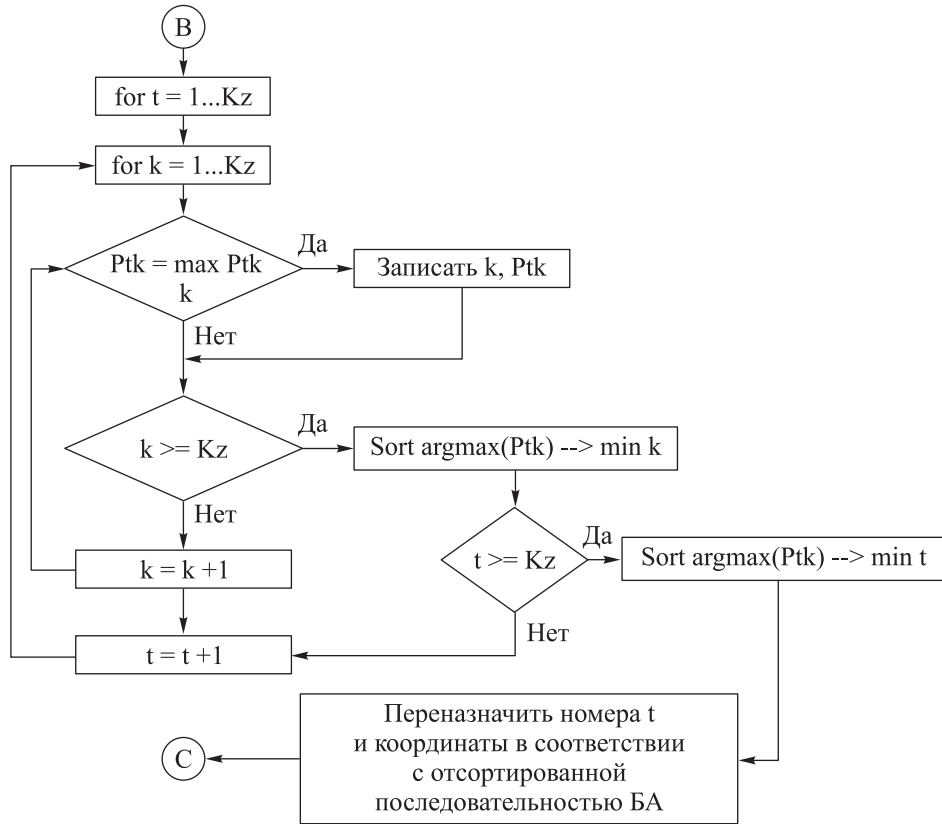 B
for t = 1...Kz
for k = 1...Kz
Ptk = max Ptk
k
Да
Записать k, Ptk
Нет
k >= Kz
Да
Sort argmax(Ptk) --> min k
Нет
t >= Kz
Да
Sort argmax(Ptk) --> min t
k = k +1
Нет
t = t +1
Переназначить номера t
и координаты в соответствии
с отсортированной
последовательностью БА
C